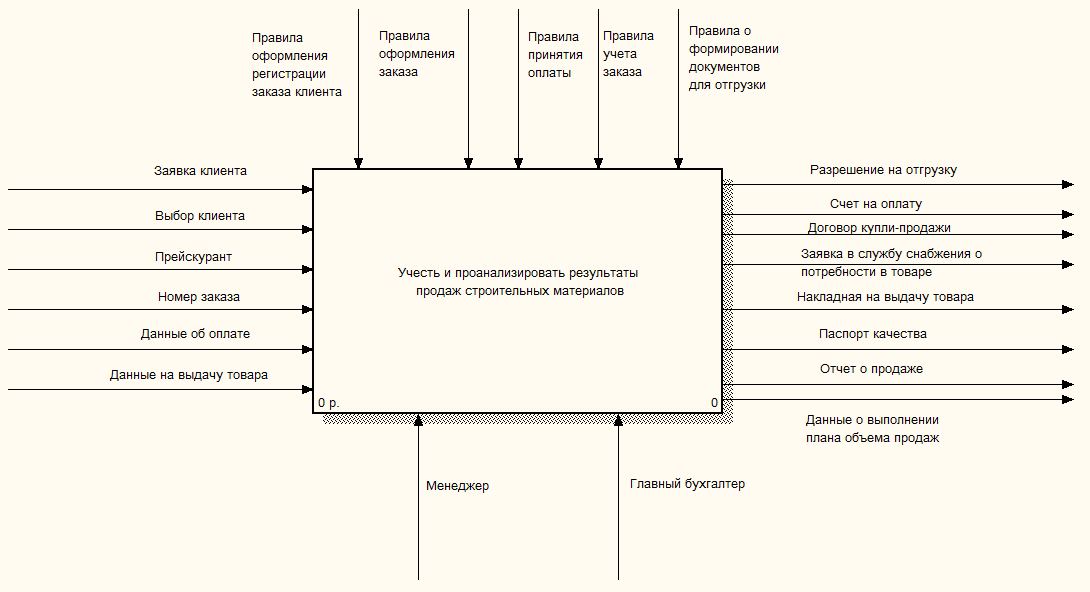 Правила
оформления
регистрации
заказа клиента
Правила
оформления
заказа
Правила
принятия
оплаты
Правила
учета
заказа
Правила о
формировании
документов
для отгрузки
Заявка клиента
Выбор клиента
Прейскурант
Номер заказа
Данные об оплате
Данные на выдачу товара
Учесть и проанализировать результаты
продаж строительных материалов
0 р.
0
Разрешение на отгрузку
Счет на оплату
Договор купли-продажи
Заявка в службу снабжения о
потребности в товаре
Накладная на выдачу товара
Паспорт качества
Отчет о продаже
Данные о выполнении
плана объема продаж
Менеджер
Главный бухгалтер